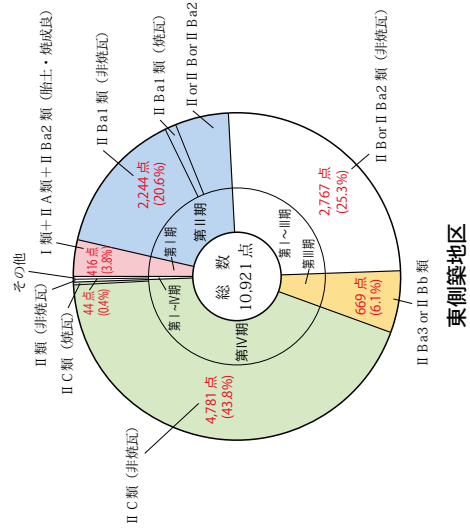 その他
Ⅱ類（非焼瓦）
ⅡC類（焼瓦）
Ⅰ類＋ⅡA類＋ⅡBa2類（胎土・焼成良）
ⅡBa1類（非焼瓦）
ⅡBa1類（焼瓦）
ⅡorⅡBorⅡBa2
ⅡBorⅡBa2類（非焼瓦）
ⅡBa3orⅡBb類
ⅡC類（非焼瓦）
44点
(0.4%)
416点
(3.8%)
2,244点
(20.6%)
2,767点
(25.3%)
669点
(6.1%)
4,781点
(43.8%)
第Ⅰ~Ⅳ期
第Ⅰ期
第Ⅱ期
第Ⅰ~Ⅲ期
第Ⅲ期
第Ⅳ期
総数
10,921点
東側築地区